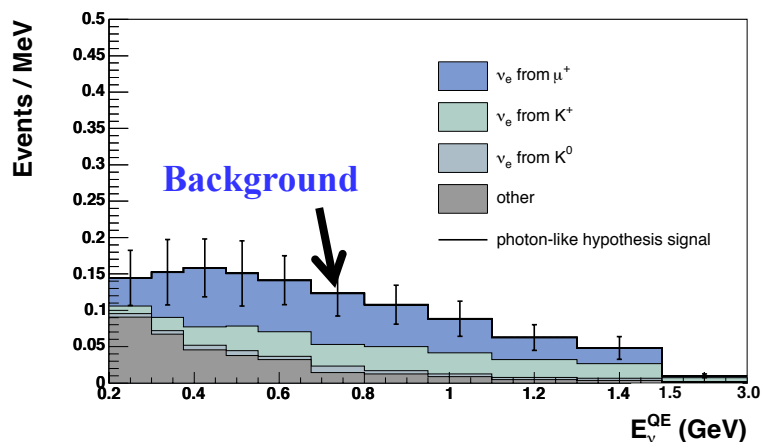 Events / MeV
0.5
0.45
0.4
0.35
0.3
0.25
0.2
0.15
0.1
0.05
0
ν_e from μ⁺
ν_e from K⁺
ν_e from K⁰
other
photon-like hypothesis signal
Background
0.2 0.4 0.6 0.8 1 1.2 1.4 1.5 3.0
E_ν^QE (GeV)